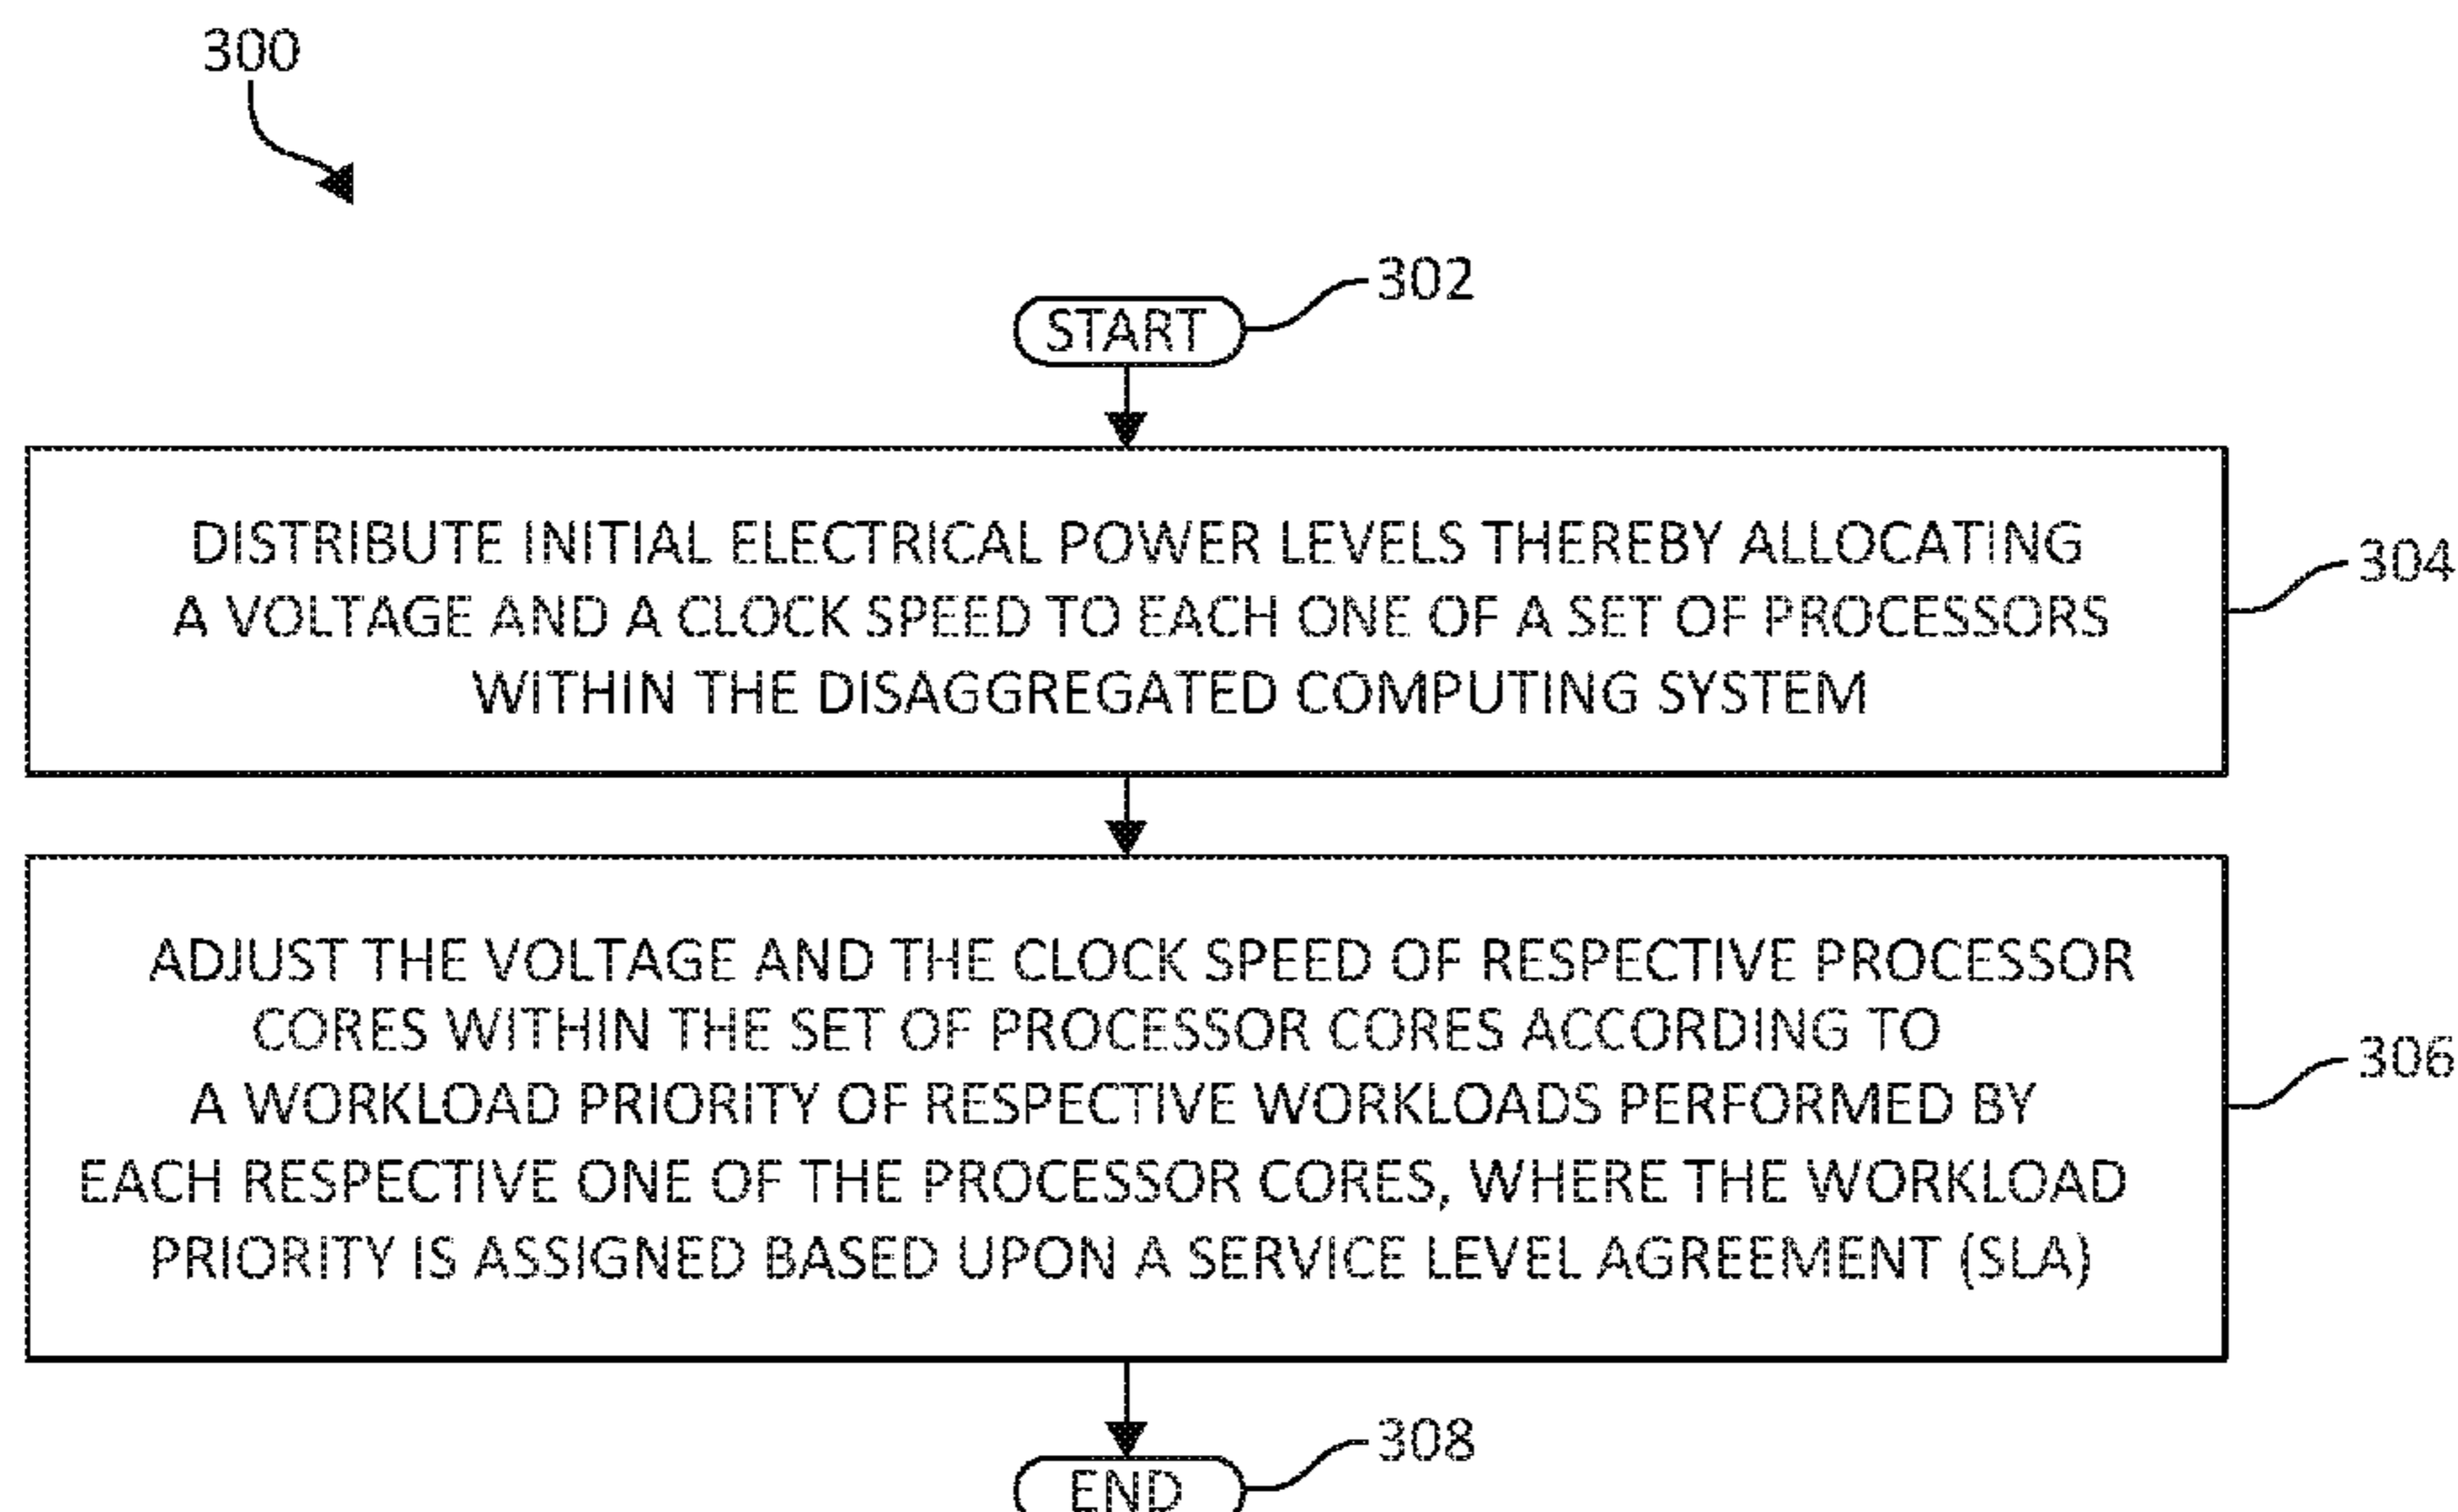 300
START
302
DISTRIBUTE INITIAL ELECTRICAL POWER LEVELS THEREBY ALLOCATING
A VOLTAGE AND A CLOCK SPEED TO EACH ONE OF A SET OF PROCESSORS
WITHIN THE DISAGGREGATED COMPUTING SYSTEM
304
ADJUST THE VOLTAGE AND THE CLOCK SPEED OF RESPECTIVE PROCESSOR
CORES WITHIN THE SET OF PROCESSOR CORES ACCORDING TO
A WORKLOAD PRIORITY OF RESPECTIVE WORKLOADS PERFORMED BY
EACH RESPECTIVE ONE OF THE PROCESSOR CORES, WHERE THE WORKLOAD
PRIORITY IS ASSIGNED BASED UPON A SERVICE LEVEL AGREEMENT (SLA)
306
END
308